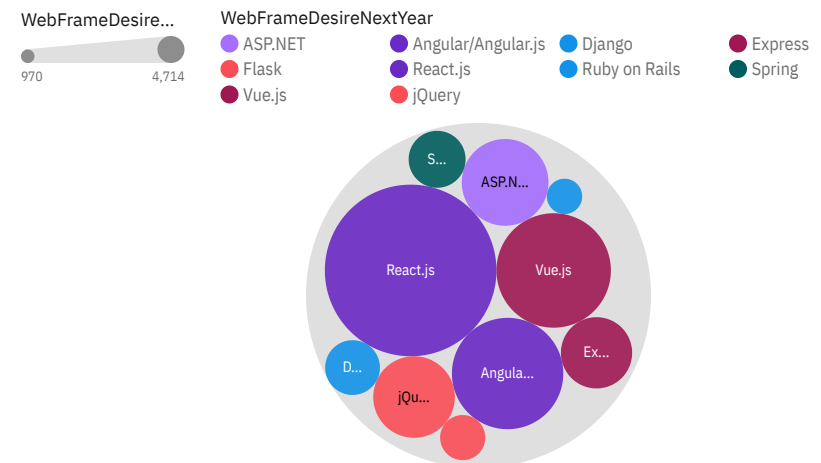 WebFrameDesire...
970
4,714
WebFrameDesireNextYear
ASP.NET
Angular/Angular.js
Django
Express
Flask
React.js
Ruby on Rails
Spring
Vue.js
jQuery
S...
ASP.N...
React.js
Vue.js
Ex...
D...
Angula...
jQu...